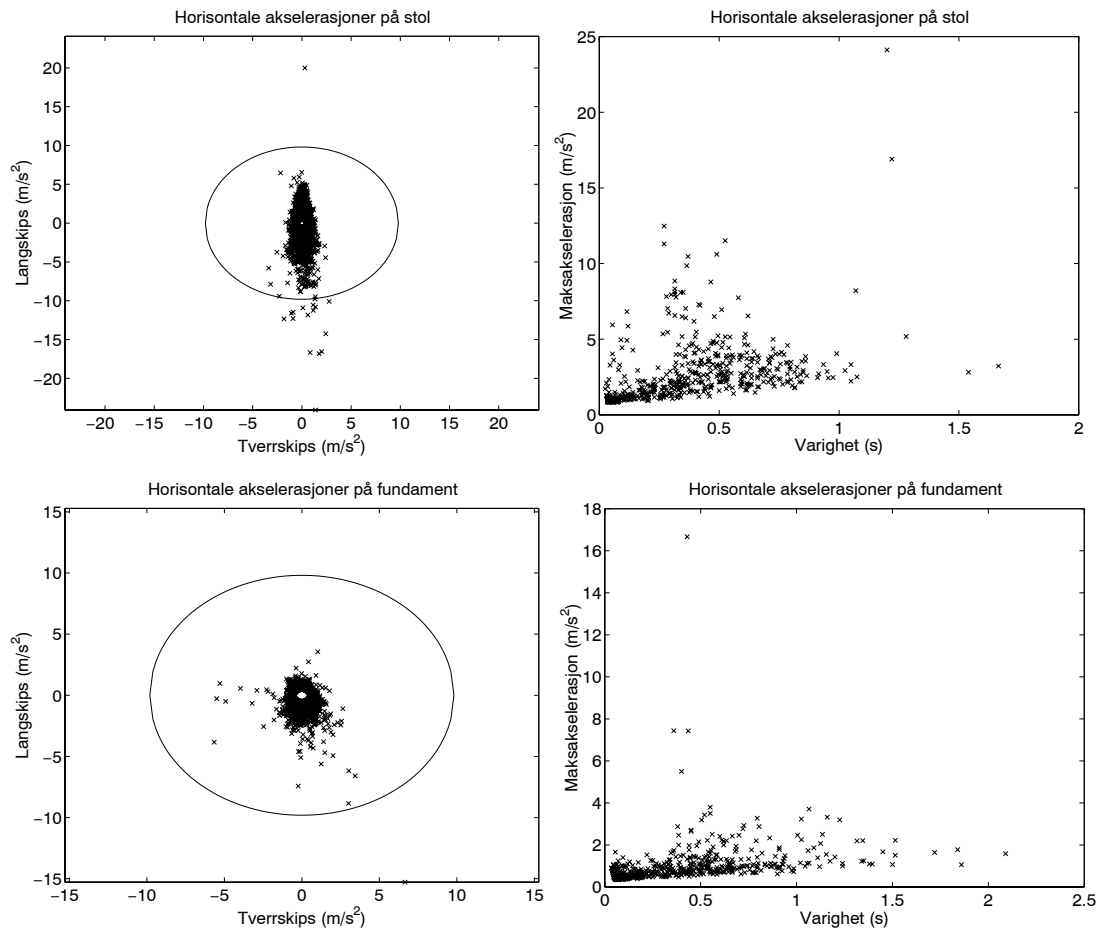 Horisontale akselerasjoner på stol
20
15
10
5
0
−5
−10
−15
−20
Langskips (m/s²)
−20 −15 −10 −5 0 5 10 15 20
Tverrskips (m/s²)
Horisontale akselerasjoner på stol
25
20
15
10
5
0
Maksakselerasjon (m/s²)
0 0.5 1 1.5 2
Varighet (s)
Horisontale akselerasjoner på fundament
15
10
5
0
−5
−10
−15
Langskips (m/s²)
−15 −10 −5 0 5 10 15
Tverrskips (m/s²)
Horisontale akselerasjoner på fundament
18
16
14
12
10
8
6
4
2
0
Maksakselerasjon (m/s²)
0 0.5 1 1.5 2 2.5
Varighet (s)